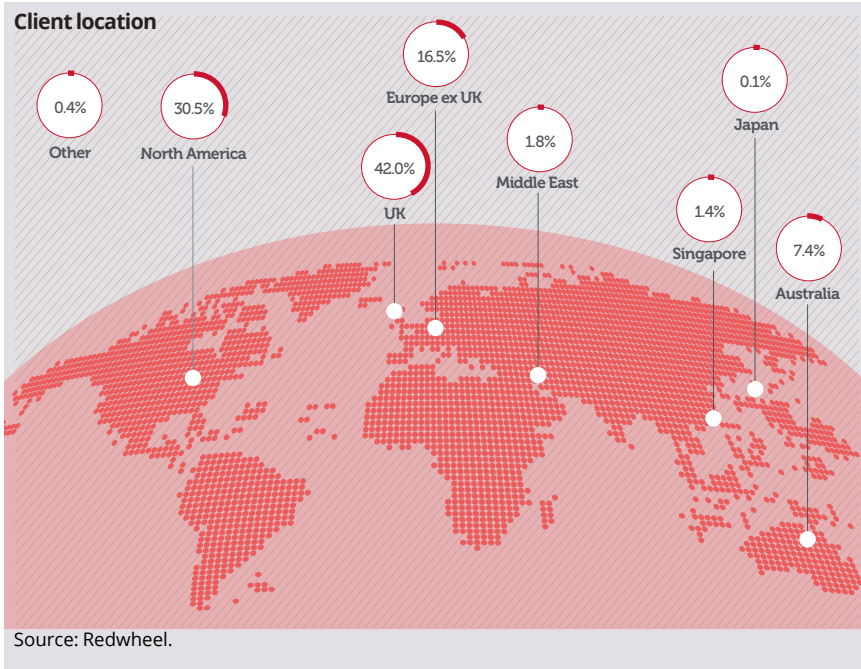 Client location
0.4%
Other
30.5%
North America
16.5%
Europe ex UK
42.0%
UK
1.8%
Middle East
0.1%
Japan
1.4%
Singapore
7.4%
Australia
Source: Redwheel.